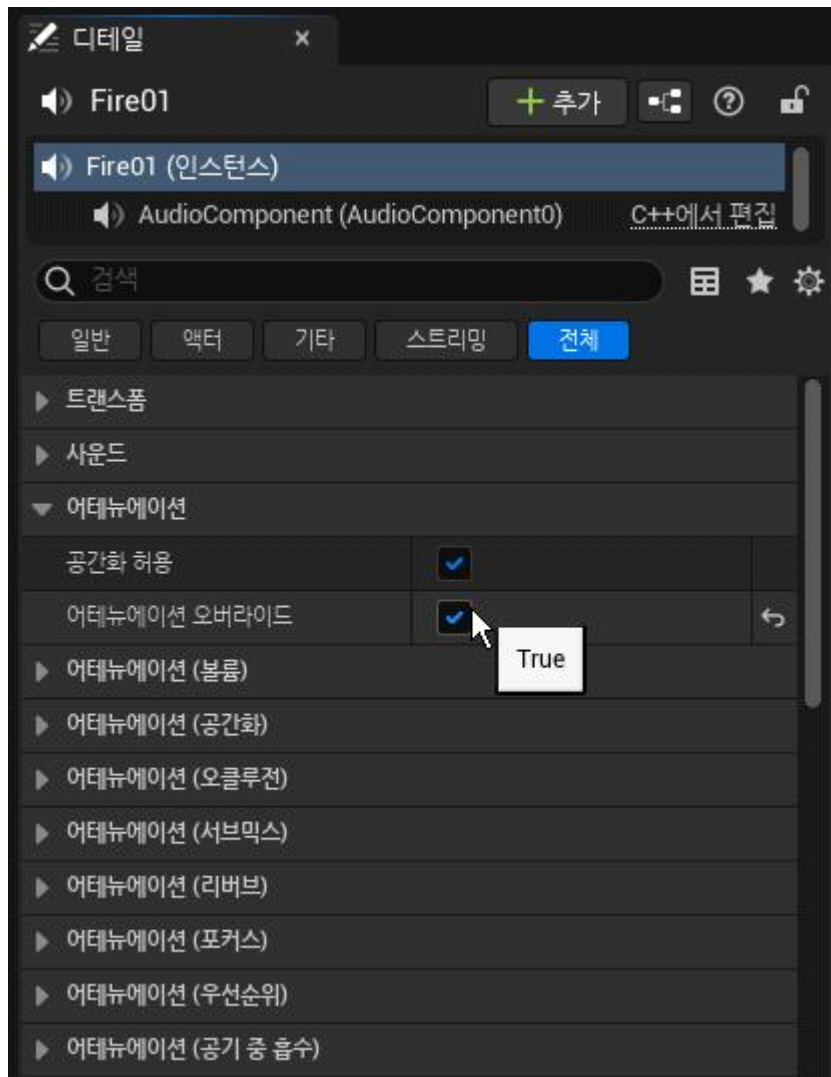 디테일
Fire01
추가
Fire01 (인스턴스)
AudioComponent (AudioComponent0) C++에서 편집
검색
일반 액터 기타 스트리밍 전체
트랜스폼
사운드
어테뉴에이션
공간화 허용
어테뉴에이션 오버라이드
True
어테뉴에이션 (볼륨)
어테뉴에이션 (공간화)
어테뉴에이션 (오클루전)
어테뉴에이션 (서브믹스)
어테뉴에이션 (리버브)
어테뉴에이션 (포커스)
어테뉴에이션 (우선순위)
어테뉴에이션 (공기 중 흡수)